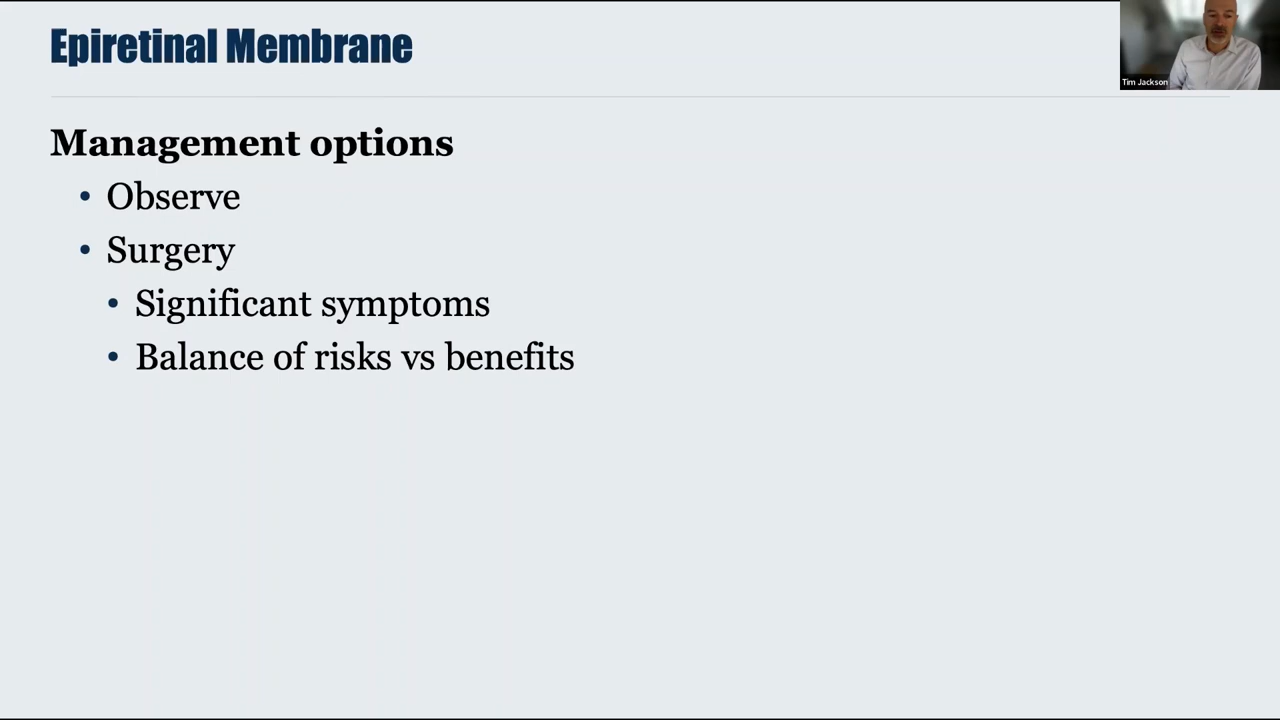 Epiretinal Membrane
Tim Jackson
Management options
• Observe
• Surgery
• Significant symptoms
• Balance of risks vs benefits